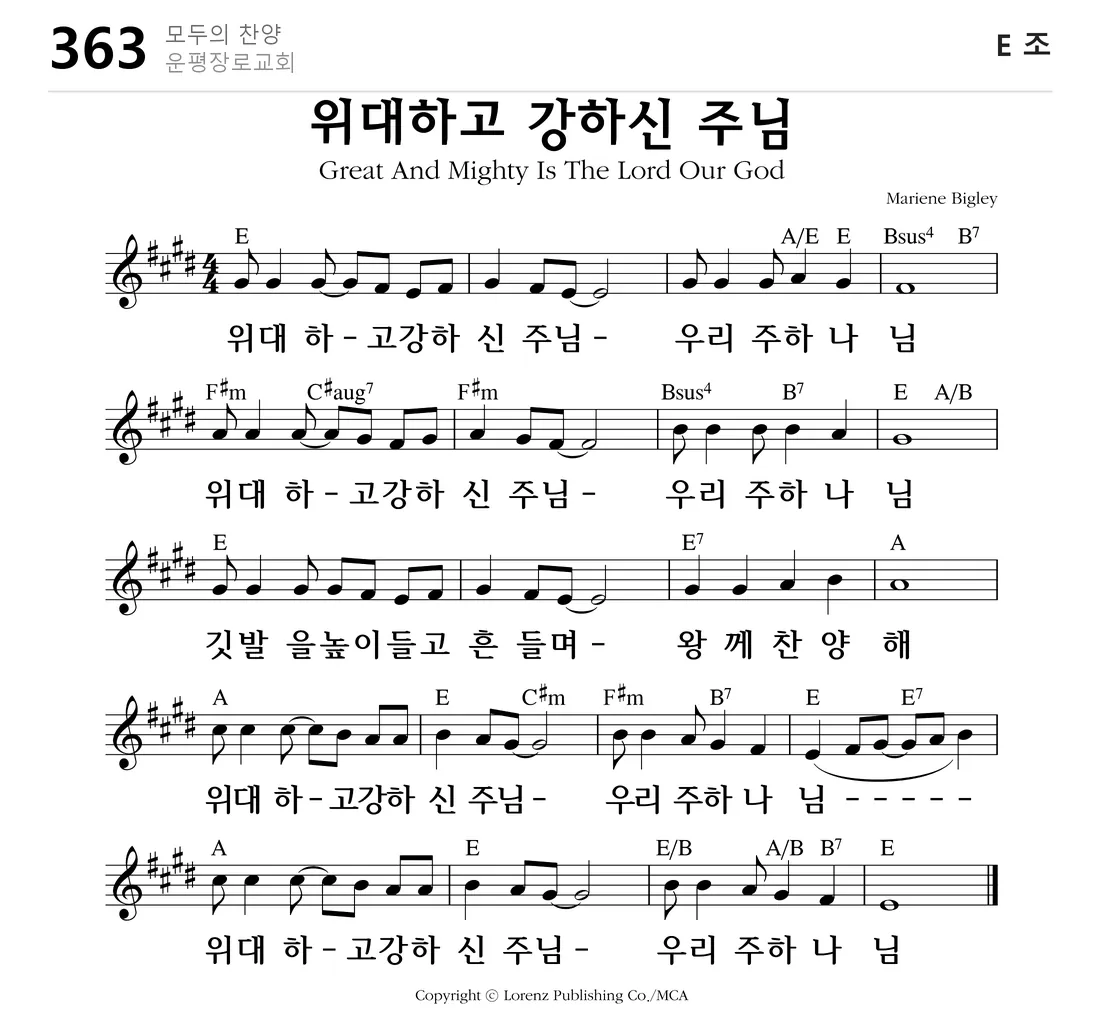 363 모두의 찬양 E 조
운평장로교회
위대하고 강하신 주님
Great And Mighty Is The Lord Our God
Mariene Bigley
E A/E E Bsus4 B7
위대 하 - 고강하 신 주님 - 우리 주하 나 님
F#m C#aug7 F#m Bsus4 B7 E A/B
위대 하 - 고강하 신 주님 - 우리 주하 나 님
E E7 A
깃발 을높이들고 흔 들며 - 왕 께 찬 양 해
A E C#m F#m B7 E E7
위대 하 - 고강하 신 주님 - 우리 주하 나 님 - - - - -
A E E/B A/B B7 E
위대 하 - 고강하 신 주님 - 우리 주하 나 님
Copyright © Lorenz Publishing Co./MCA